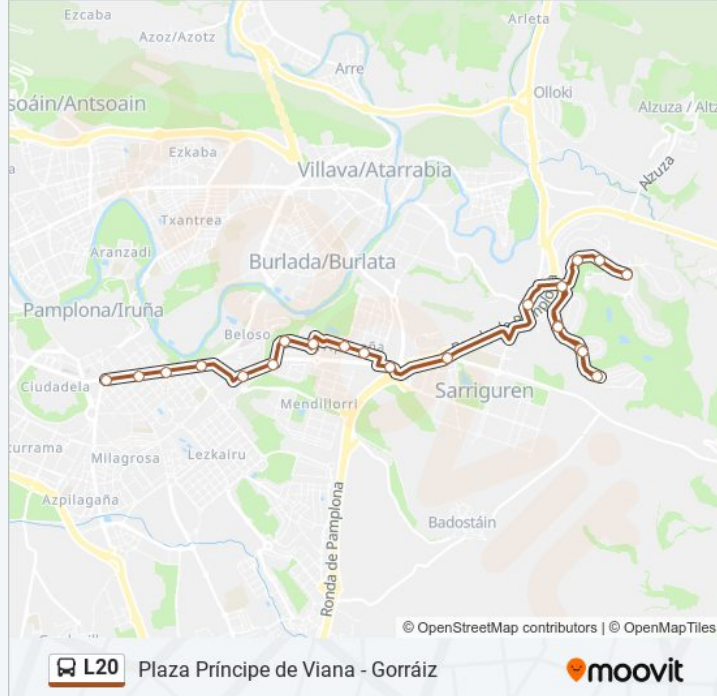 Ezcaba
Arleta
Azoz/Azotz
Arre
Olloki
soáin/Antsoain
Alzuza / Altz
Ezkaba
Villava/Atarrabia
Alzuza
Txantrea
Aranzadi
Burlada/Burlata
Pamplona/Iruña
Beloso
Ciudadela
Mendillorri
Sarriguren
turrama
Milagrosa
Lezkairu
Azpilagaña
Badostáin
Ronda de Pamplona
© OpenStreetMap contributors | © OpenMapTiles
L20 Plaza Príncipe de Viana - Gorráiz
moovit